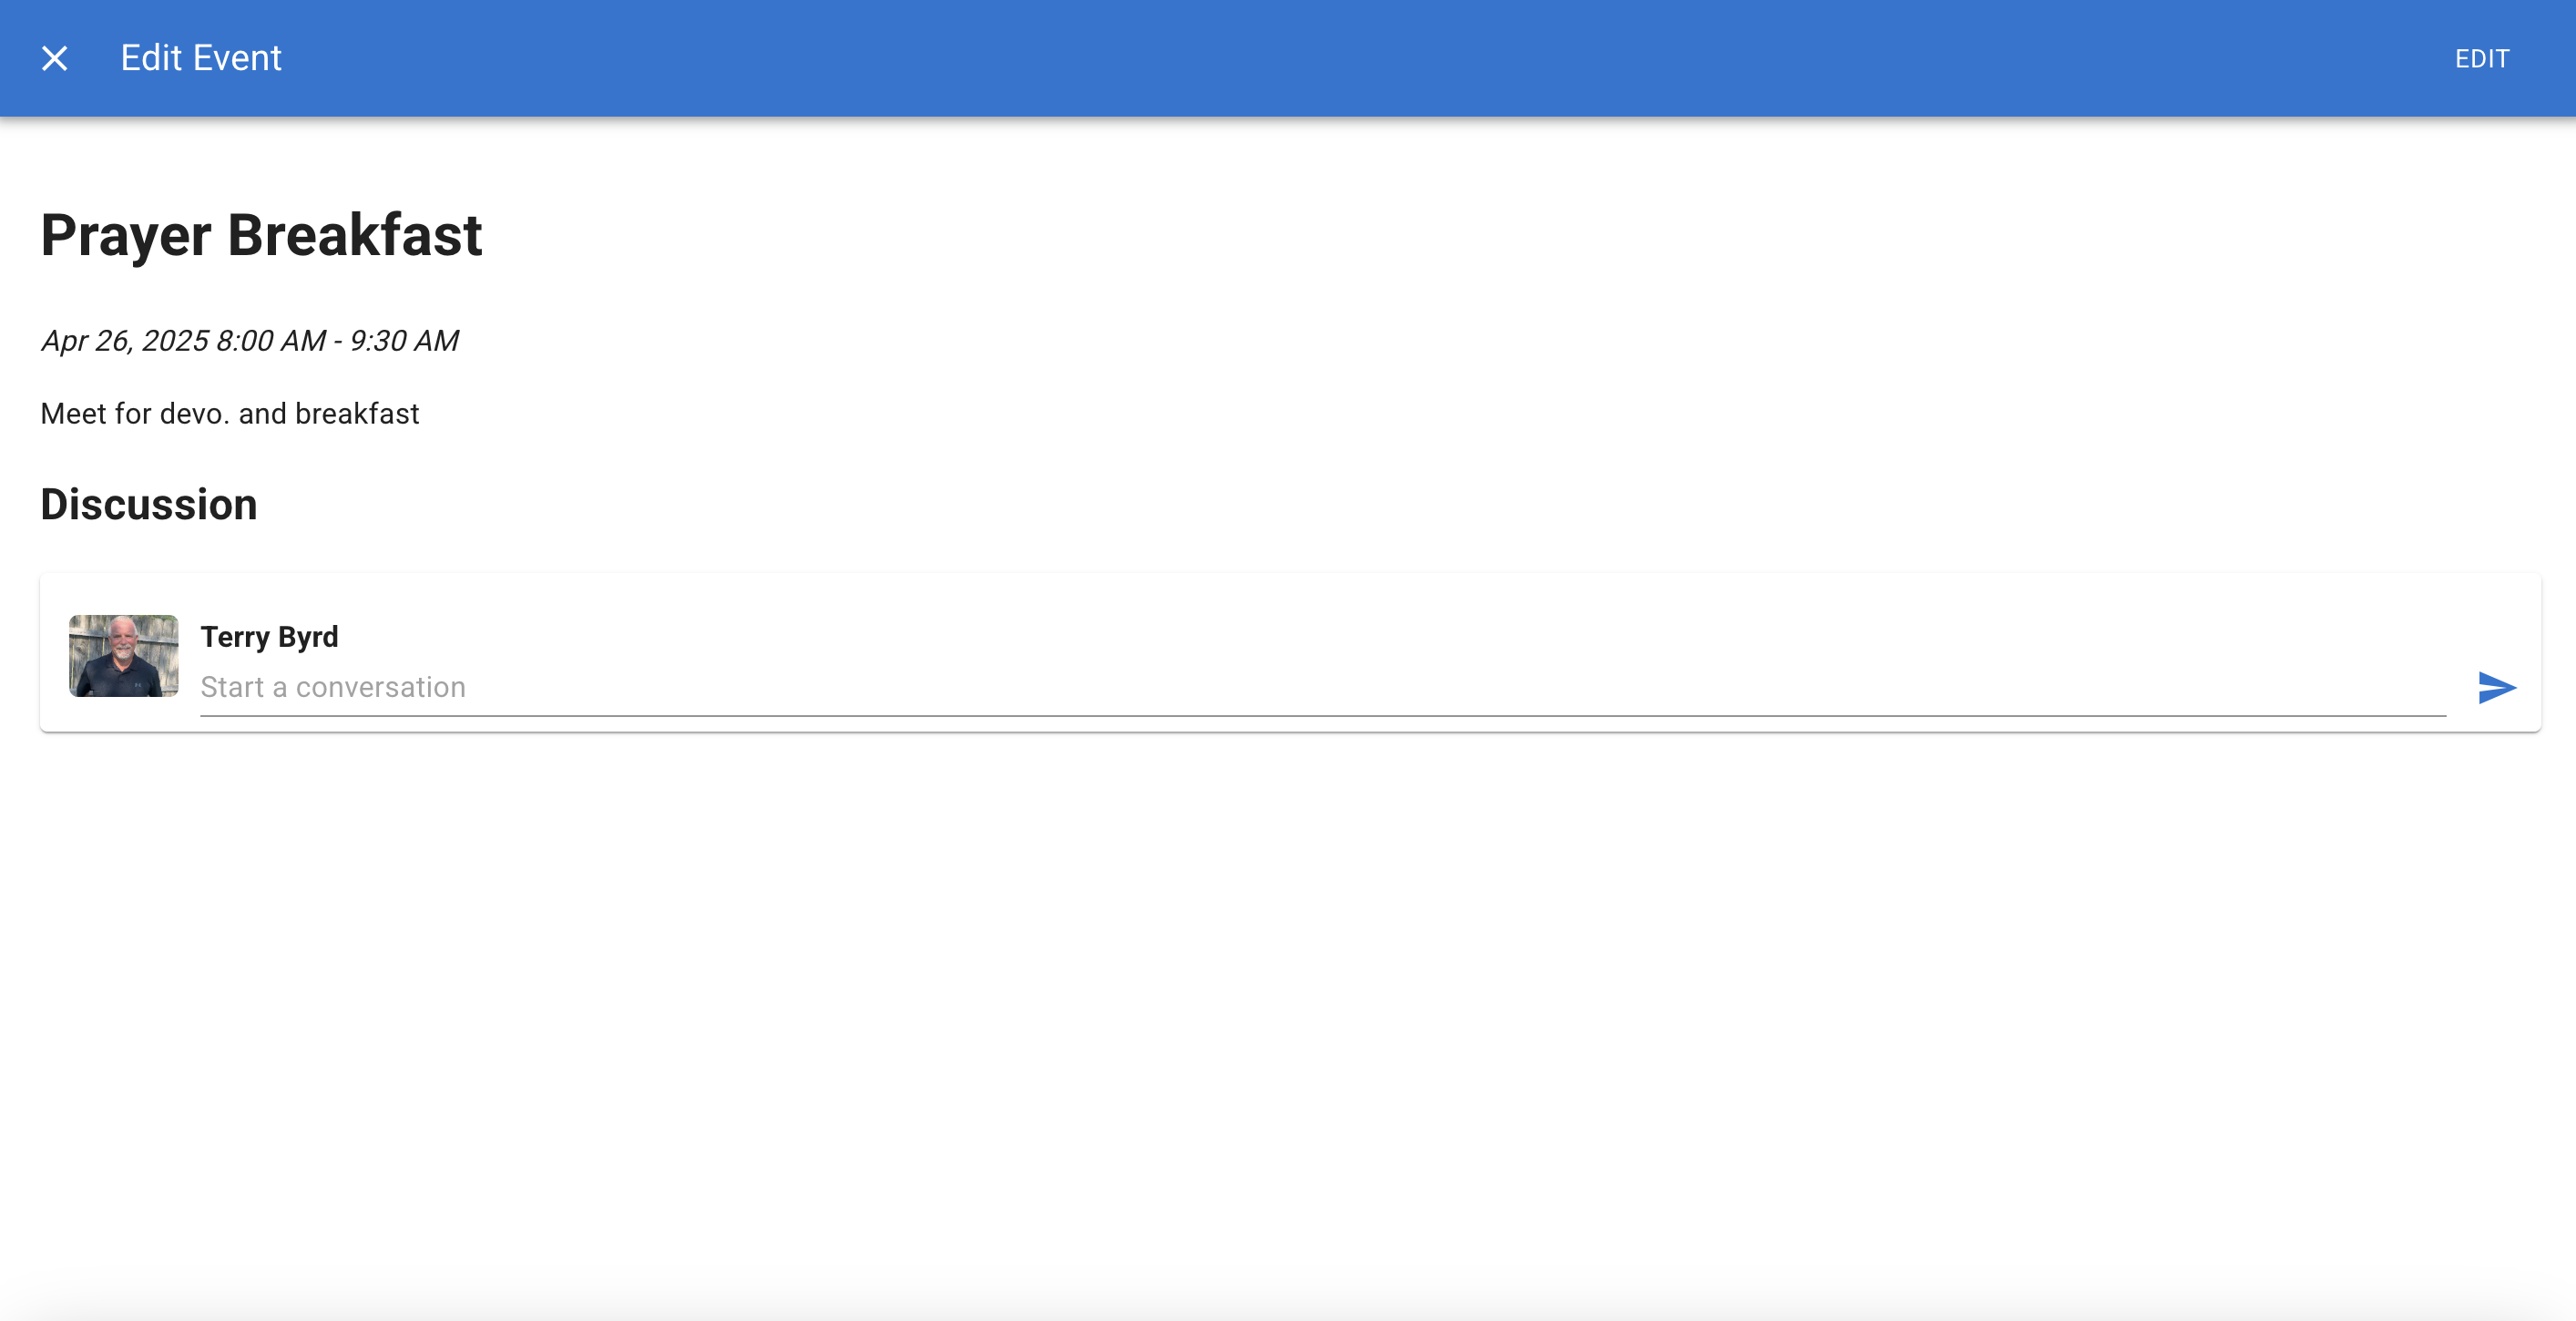 Edit Event
EDIT
Prayer Breakfast
Apr 26, 2025 8:00 AM - 9:30 AM
Meet for devo. and breakfast
Discussion
Terry Byrd
Start a conversation